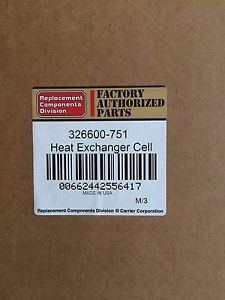 Replacement
Components
Division
FACTORY
AUTHORIZED
PARTS
326600-751
Heat Exchanger Cell
00662442556417
MADE IN USA
M/3
Replacement Components Division © Carrier Corporation